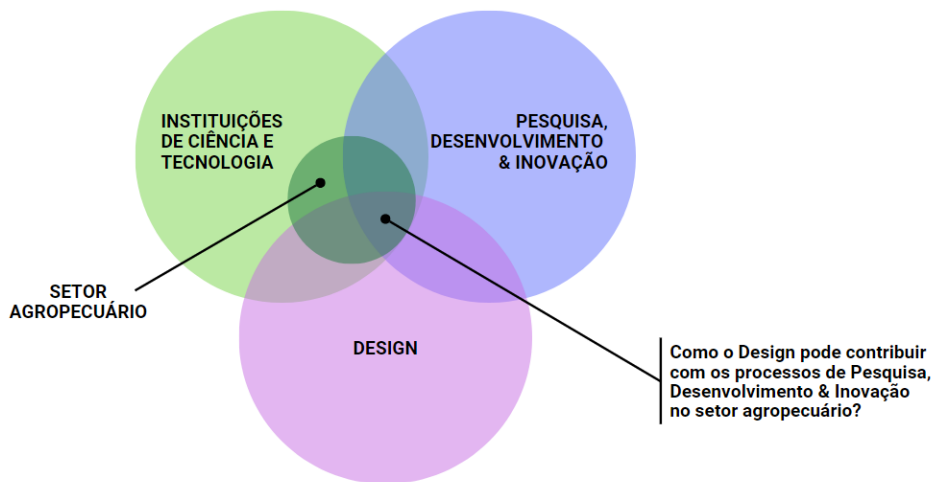 INSTITUIÇÕES
DE CIÊNCIA E
TECNOLOGIA
PESQUISA,
DESENVOLVIMENTO
& INOVAÇÃO
SETOR
AGROPECUÁRIO
DESIGN
Como o Design pode contribuir
com os processos de Pesquisa,
Desenvolvimento & Inovação
no setor agropecuário?